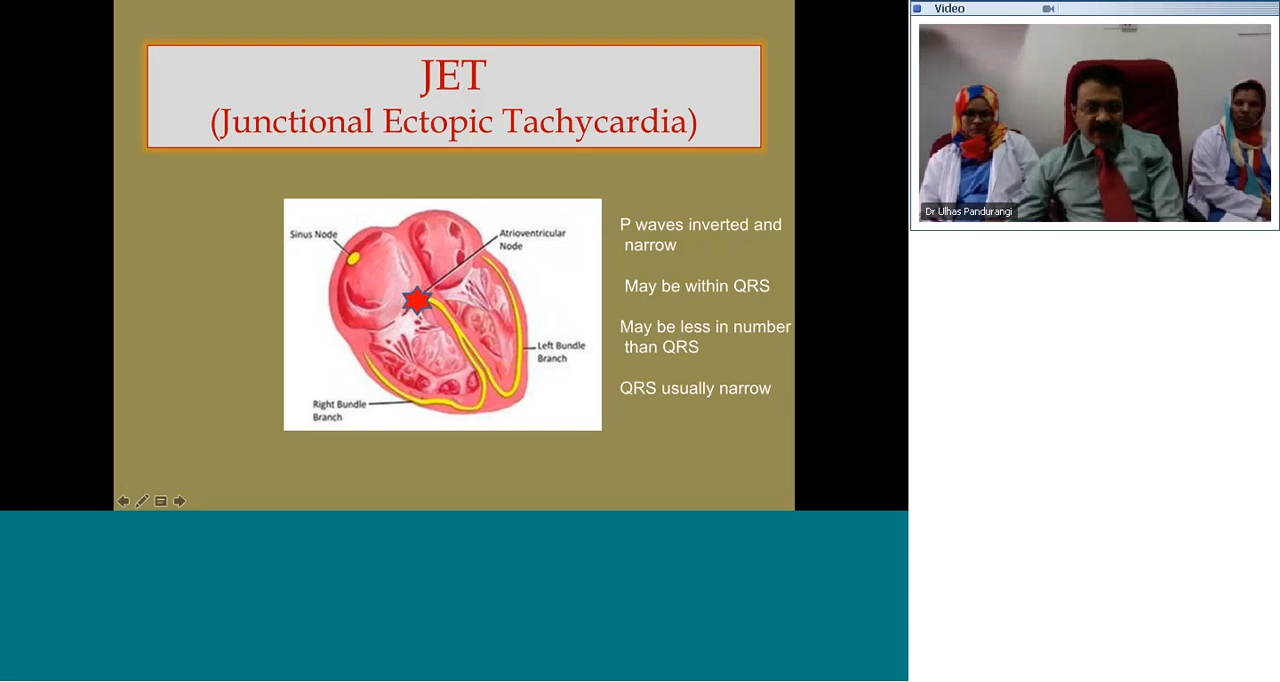 JET
(Junctional Ectopic Tachycardia)
Sinus Node
Atrioventricular
Node
Left Bundle
Branch
Right Bundle
Branch
P waves inverted and
narrow
May be within QRS
May be less in number
than QRS
QRS usually narrow
Video
Dr Ulhas Pandurangi